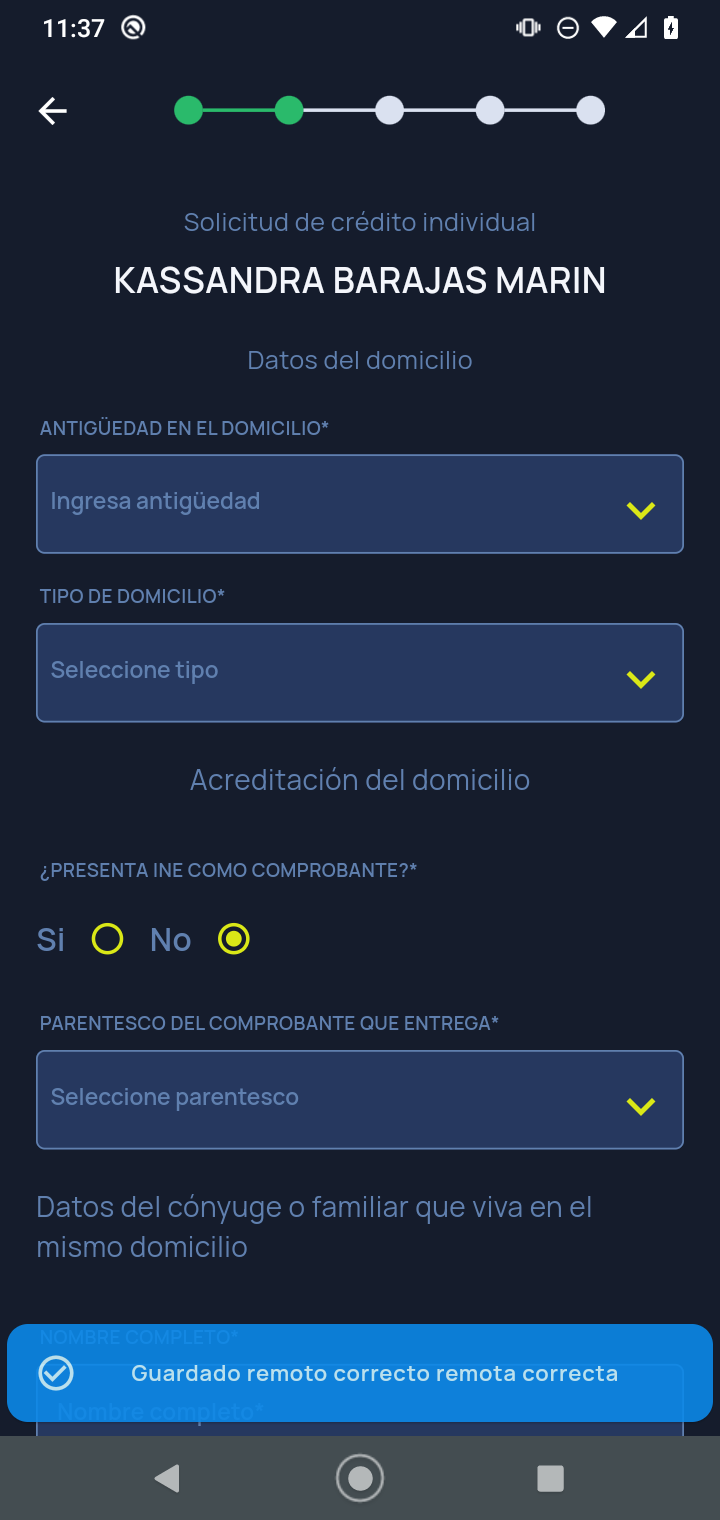 11:37
Solicitud de crédito individual
KASSANDRA BARAJAS MARIN
Datos del domicilio
ANTIGÜEDAD EN EL DOMICILIO*
Ingresa antigüedad
TIPO DE DOMICILIO*
Seleccione tipo
Acreditación del domicilio
¿PRESENTA INE COMO COMPROBANTE?*
Si No
PARENTESCO DEL COMPROBANTE QUE ENTREGA*
Seleccione parentesco
Datos del cónyuge o familiar que viva en el
mismo domicilio
NOMBRE COMPLETO*
Guardado remoto correcto remota correcta
Nombre completo*